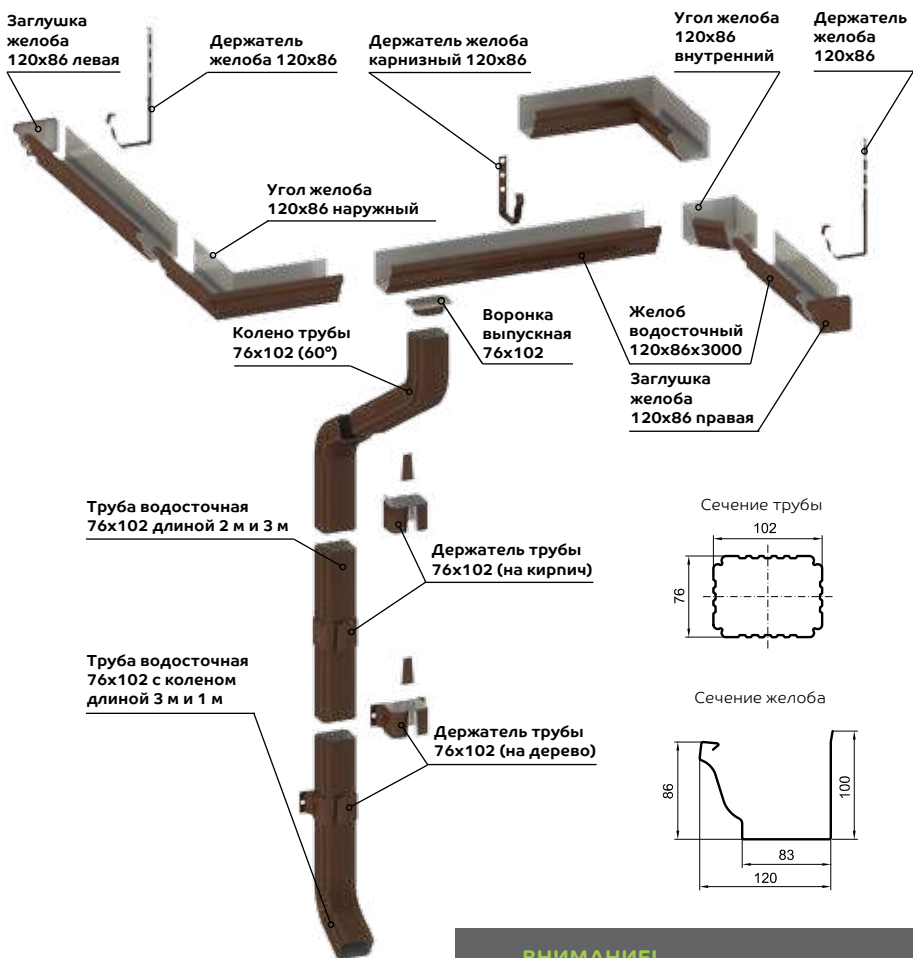 Заглушка
желоба
120х86 левая
Держатель
желоба 120х86
Держатель желоба
карнизный 120х86
Угол желоба
120х86
внутренний
Держатель
желоба
120х86
Угол желоба
120х86 наружный
Колено трубы
76х102 (60°)
Воронка
выпускная
76х102
Желоб
водосточный
120х86х3000
Заглушка
желоба
120х86 правая
Труба водосточная
76х102 длиной 2 м и 3 м
Держатель трубы
76х102 (на кирпич)
Сечение трубы
102
76
Труба водосточная
76х102 с коленом
длиной 3 м и 1 м
Держатель трубы
76х102 (на дерево)
Сечение желоба
86
100
83
120
ВНИМАНИЕ!